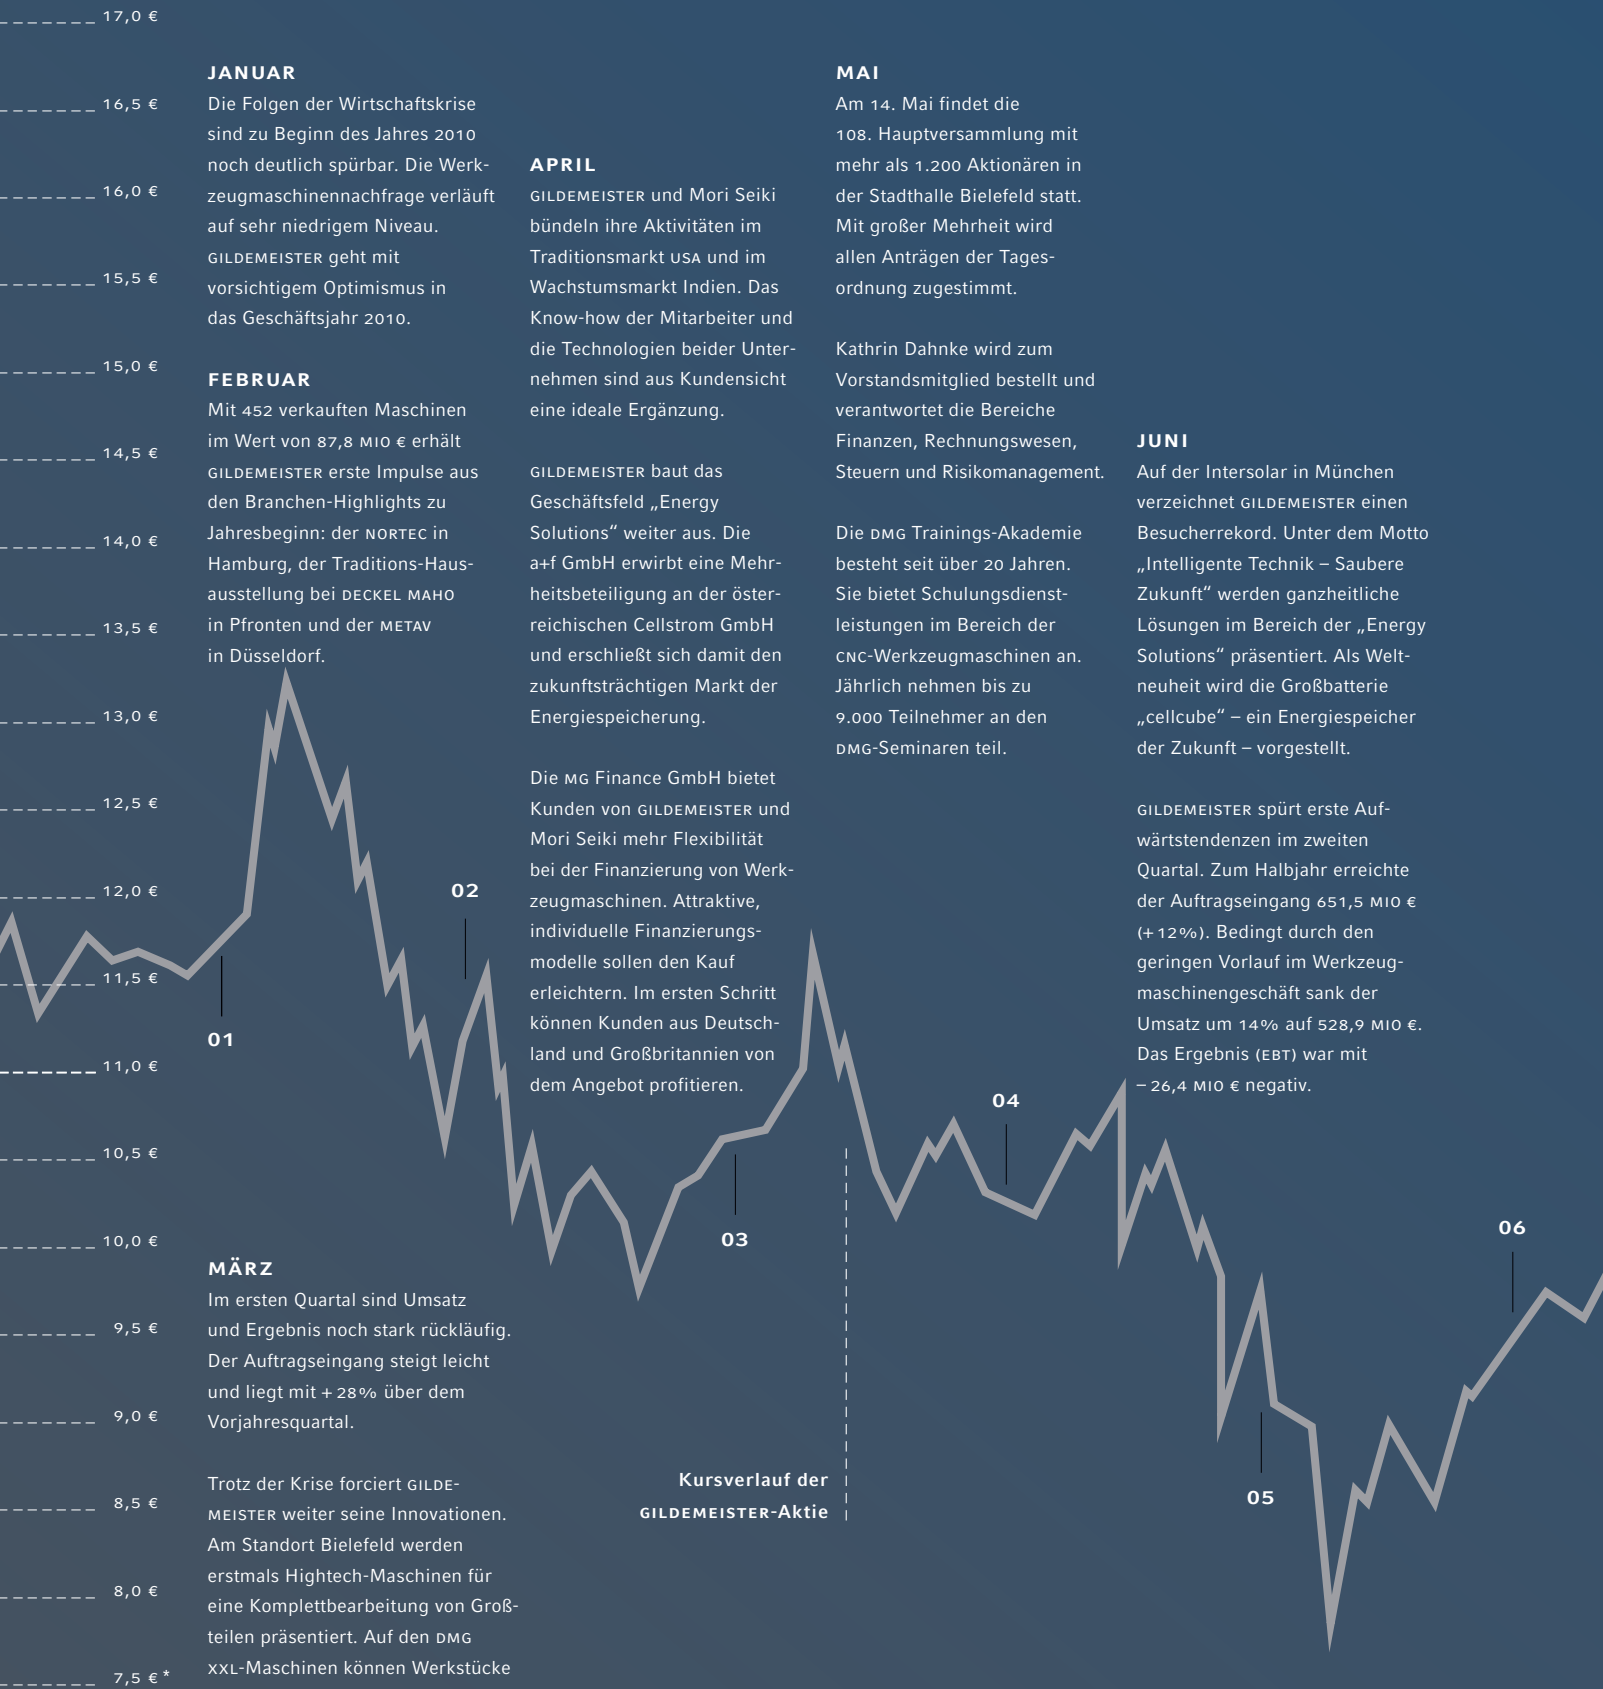 17,0 €
16,5 €
16,0 €
15,5 €
15,0 €
14,5 €
14,0 €
13,5 €
13,0 €
12,5 €
12,0 €
11,5 €
11,0 €
10,5 €
10,0 €
9,5 €
9,0 €
8,5 €
8,0 €
7,5 € *
JANUAR
Die Folgen der Wirtschaftskrise
sind zu Beginn des Jahres 2010
noch deutlich spürbar. Die Werk-
zeugmaschinennachfrage verläuft
auf sehr niedrigem Niveau.
GILDEMEISTER geht mit
vorsichtigem Optimismus in
das Geschäftsjahr 2010.
FEBRUAR
Mit 452 verkauften Maschinen
im Wert von 87,8 MIO € erhält
GILDEMEISTER erste Impulse aus
den Branchen-Highlights zu
Jahresbeginn: der NORTEC in
Hamburg, der Traditions-Haus-
ausstellung bei DECKEL MAHO
in Pfronten und der METAV
in Düsseldorf.
MÄRZ
Im ersten Quartal sind Umsatz
und Ergebnis noch stark rückläufig.
Der Auftragseingang steigt leicht
und liegt mit + 28% über dem
Vorjahresquartal.
Trotz der Krise forciert GILDE-
MEISTER weiter seine Innovationen.
Am Standort Bielefeld werden
erstmals Hightech-Maschinen für
eine Komplettbearbeitung von Groß-
teilen präsentiert. Auf den DMG
XXL-Maschinen können Werkstücke
APRIL
GILDEMEISTER und Mori Seiki
bündeln ihre Aktivitäten im
Traditionsmarkt USA und im
Wachstumsmarkt Indien. Das
Know-how der Mitarbeiter und
die Technologien beider Unter-
nehmen sind aus Kundensicht
eine ideale Ergänzung.
GILDEMEISTER baut das
Geschäftsfeld „Energy
Solutions“ weiter aus. Die
a+f GmbH erwirbt eine Mehr-
heitsbeteiligung an der öster-
reichischen Cellstrom GmbH
und erschließt sich damit den
zukunftsträchtigen Markt der
Energiespeicherung.
Die MG Finance GmbH bietet
Kunden von GILDEMEISTER und
Mori Seiki mehr Flexibilität
bei der Finanzierung von Werk-
zeugmaschinen. Attraktive,
individuelle Finanzierungs-
modelle sollen den Kauf
erleichtern. Im ersten Schritt
können Kunden aus Deutsch-
land und Großbritannien von
dem Angebot profitieren.
MAI
Am 14. Mai findet die
108. Hauptversammlung mit
mehr als 1.200 Aktionären in
der Stadthalle Bielefeld statt.
Mit großer Mehrheit wird
allen Anträgen der Tages-
ordnung zugestimmt.
Kathrin Dahnke wird zum
Vorstandsmitglied bestellt und
verantwortet die Bereiche
Finanzen, Rechnungswesen,
Steuern und Risikomanagement.
Die DMG Trainings-Akademie
besteht seit über 20 Jahren.
Sie bietet Schulungsdienst-
leistungen im Bereich der
CNC-Werkzeugmaschinen an.
Jährlich nehmen bis zu
9.000 Teilnehmer an den
DMG-Seminaren teil.
JUNI
Auf der Intersolar in München
verzeichnet GILDEMEISTER einen
Besucherrekord. Unter dem Motto
„Intelligente Technik – Saubere
Zukunft“ werden ganzheitliche
Lösungen im Bereich der „Energy
Solutions“ präsentiert. Als Welt-
neuheit wird die Großbatterie
„cellcube“ – ein Energiespeicher
der Zukunft – vorgestellt.
GILDEMEISTER spürt erste Auf-
wärtstendenzen im zweiten
Quartal. Zum Halbjahr erreichte
der Auftragseingang 651,5 MIO €
(+ 12%). Bedingt durch den
geringen Vorlauf im Werkzeug-
maschinengeschäft sank der
Umsatz um 14% auf 528,9 MIO €.
Das Ergebnis (EBT) war mit
– 26,4 MIO € negativ.
01
02
03
04
05
06
Kursverlauf der
GILDEMEISTER-Aktie